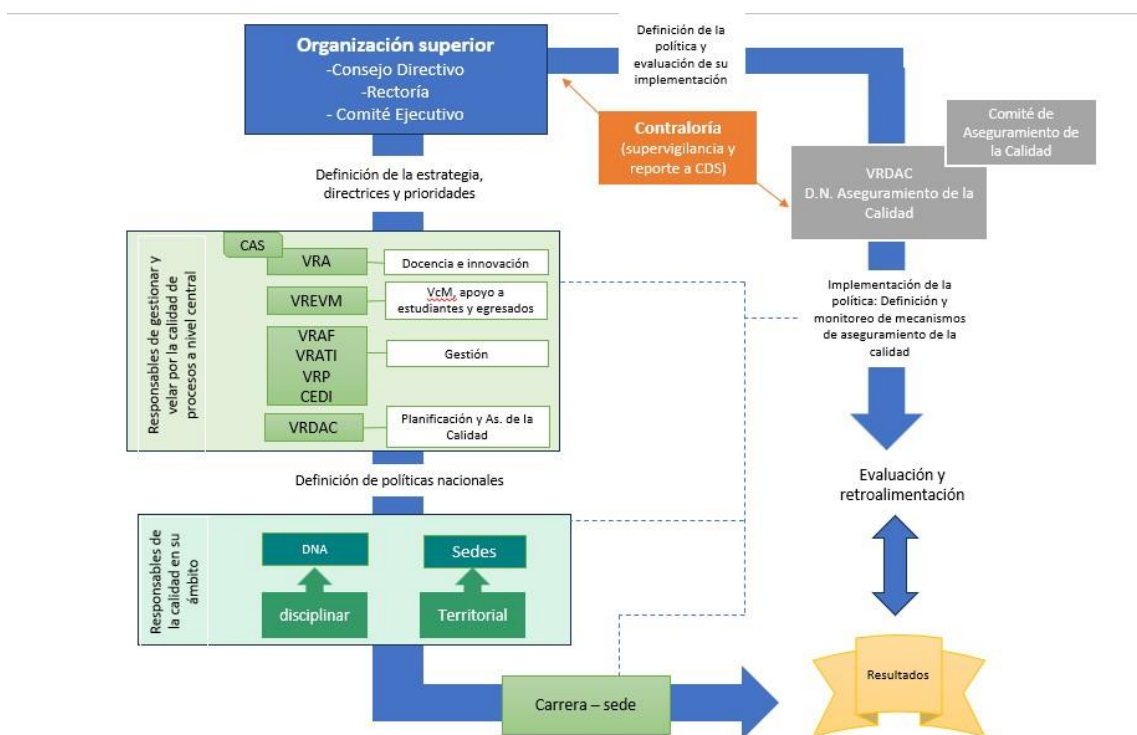 Organización superior
-Consejo Directivo
-Rectoría
- Comité Ejecutivo
Definición de la
política y
evaluación de su
implementación
Contraloría
(supervigilancia y
reporte a CDS)
Comité de
Aseguramiento de
la Calidad
VRDAC
D.N. Aseguramiento de la
Calidad
Definición de la estrategia,
directrices y prioridades
Responsables de gestionar y
velar por la calidad de
procesos a nivel central
CAS
VRA
Docencia e innovación
VREVM
VcM, apoyo a
estudiantes y egresados
VRAF
VRATI
VRP
CEDI
Gestión
VRDAC
Planificación y As. de la
Calidad
Implementación de la
política: Definición y
monitoreo de mecanismos
de aseguramiento de la
calidad
Definición de políticas nacionales
Evaluación y
retroalimentación
Responsables de
la calidad en su
ámbito
DNA
Sedes
disciplinar
Territorial
Carrera – sede
Resultados